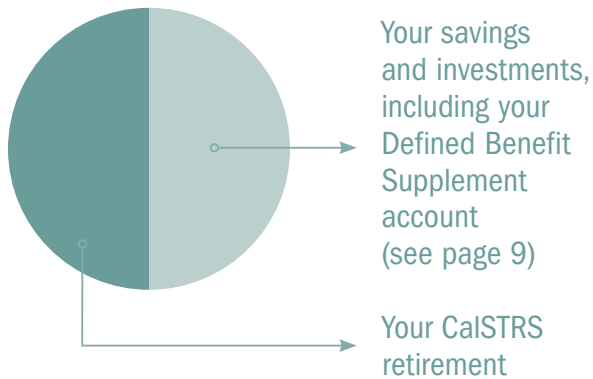 Your savings
and investments,
including your
Defined Benefit
Supplement
account
(see page 9)
Your CalSTRS
retirement